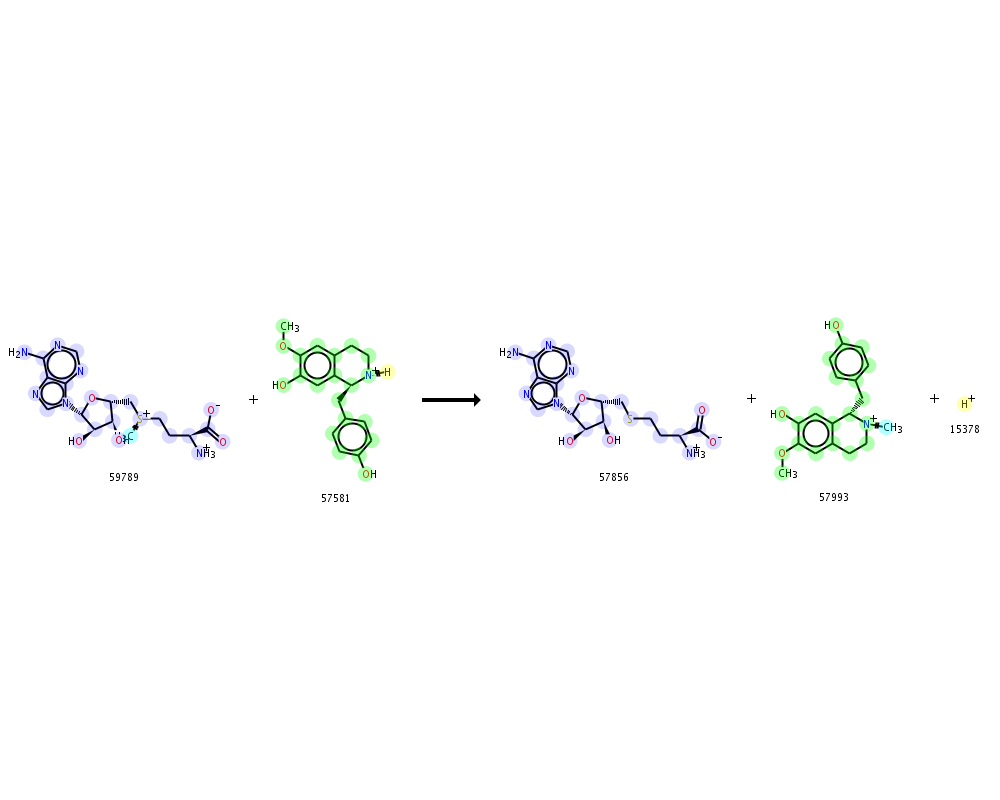 H₂N N N N N O S⁺ O⁻ O HO OH C NH₃⁺
59789
+
CH₃ O HO N⁺ H OH
57581
H₂N N N N N O S O O⁻ HO OH NH₃⁺
57856
+
HO HO N⁺ CH₃ O CH₃
57993
+
H⁺
15378